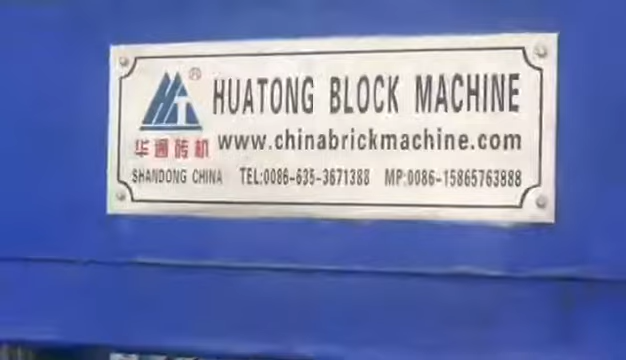 HUATONG BLOCK MACHINE
www.chinabrickmachine.com
华通砖机
SHANDONG CHINA TEL:0086-635-3671388 MP:0086-15865763888